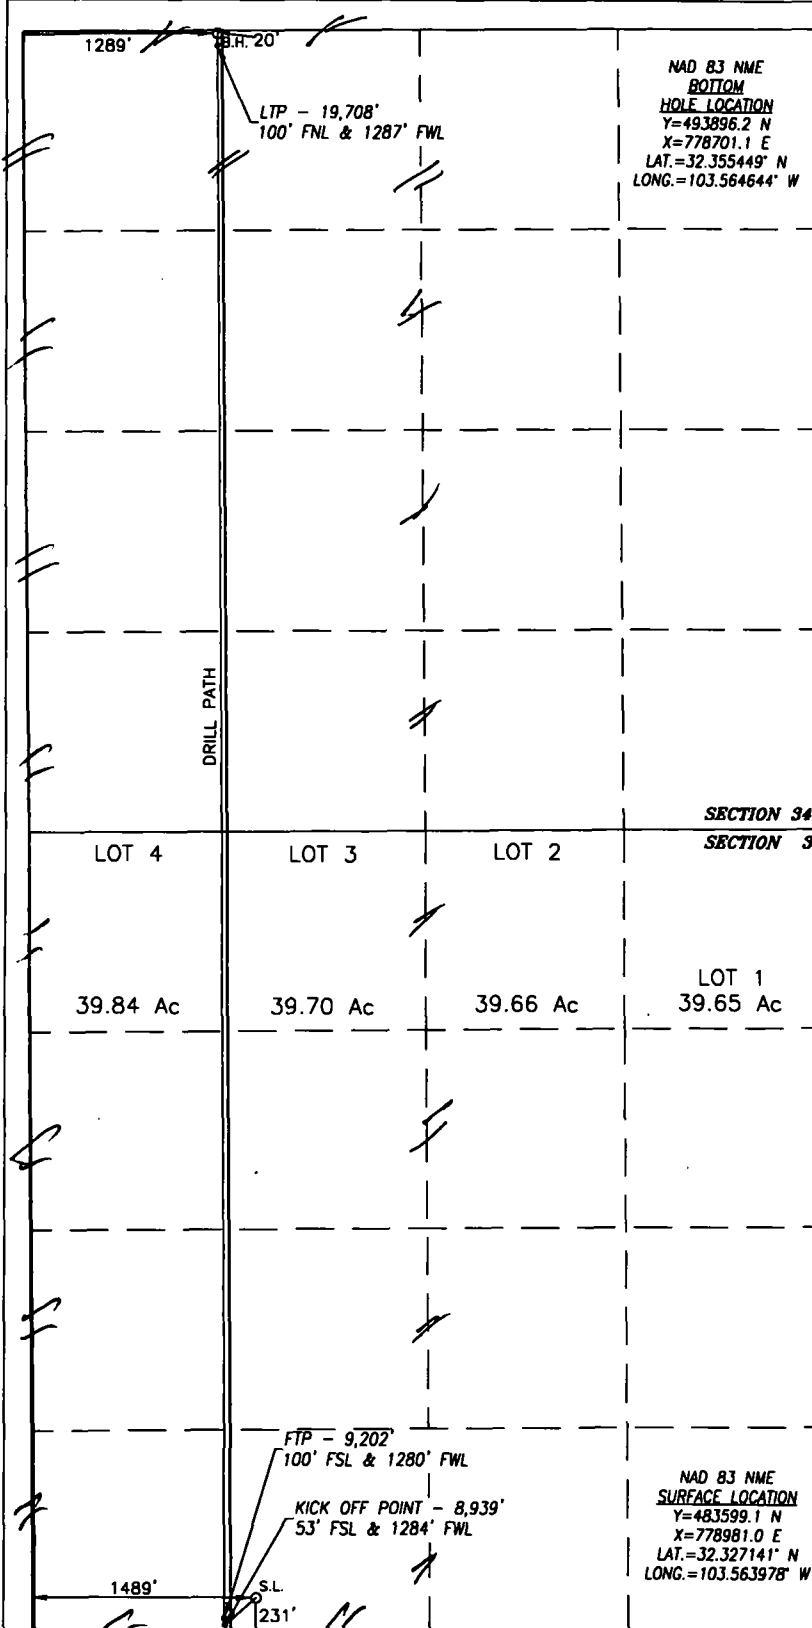 1289'
B.H. 20'
LTP - 19,708'
100' FNL & 1287' FWL
NAD 83 NME
BOTTOM
HOLE LOCATION
Y=493896.2 N
X=778701.1 E
LAT.=32.355449° N
LONG.=103.564644° W
DRILL PATH
SECTION 34
SECTION 3
LOT 4
LOT 3
LOT 2
LOT 1
39.84 Ac
39.70 Ac
39.66 Ac
39.65 Ac
FTP - 9,202'
100' FSL & 1280' FWL
KICK OFF POINT - 8,939'
53' FSL & 1284' FWL
NAD 83 NME
SURFACE LOCATION
Y=483599.1 N
X=778981.0 E
LAT.=32.327141° N
LONG.=103.563978° W
1489'
S.L.
231'